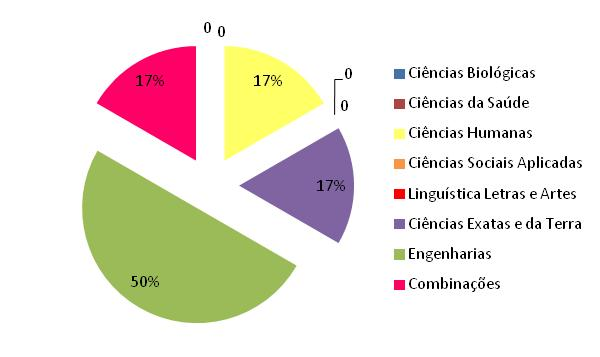 0 0
17%
17%
0
0
17%
50%
Ciências Biológicas
Ciências da Saúde
Ciências Humanas
Ciências Sociais Aplicadas
Linguística Letras e Artes
Ciências Exatas e da Terra
Engenharias
Combinações